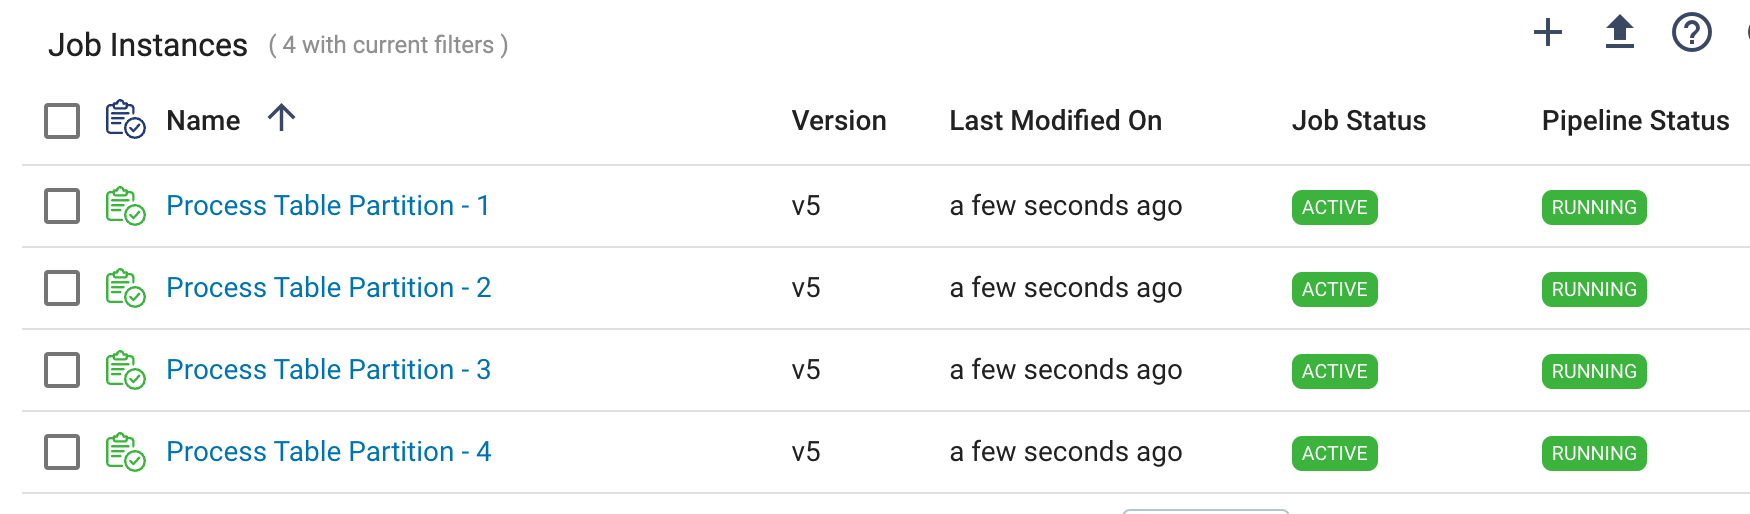 Job Instances ( 4 with current filters )
Name Version Last Modified On Job Status Pipeline Status
Process Table Partition - 1 v5 a few seconds ago ACTIVE RUNNING
Process Table Partition - 2 v5 a few seconds ago ACTIVE RUNNING
Process Table Partition - 3 v5 a few seconds ago ACTIVE RUNNING
Process Table Partition - 4 v5 a few seconds ago ACTIVE RUNNING